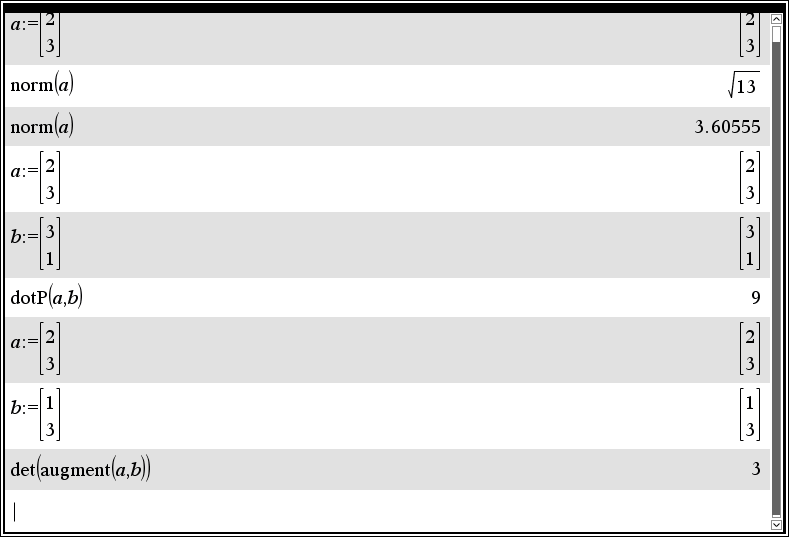 a:=[2
3] [2
3]
norm(a) √13
norm(a) 3.60555
a:=[2
3] [2
3]
b:=[3
1] [3
1]
dotP(a,b) 9
a:=[2
3] [2
3]
b:=[1
3] [1
3]
det(augment(a,b)) 3